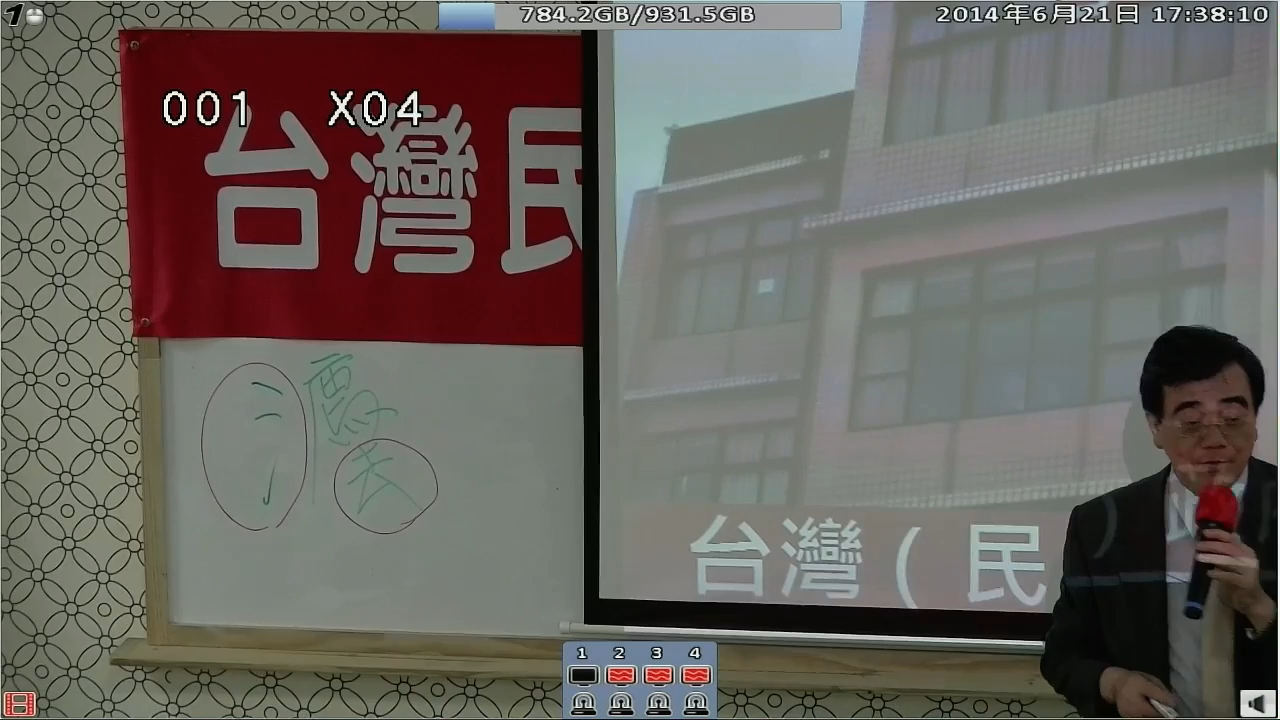 1
784.2GB/931.5GB
2014年6月21日 17:38:10
001 X04
台灣民
台灣（民）
1 2 3 4